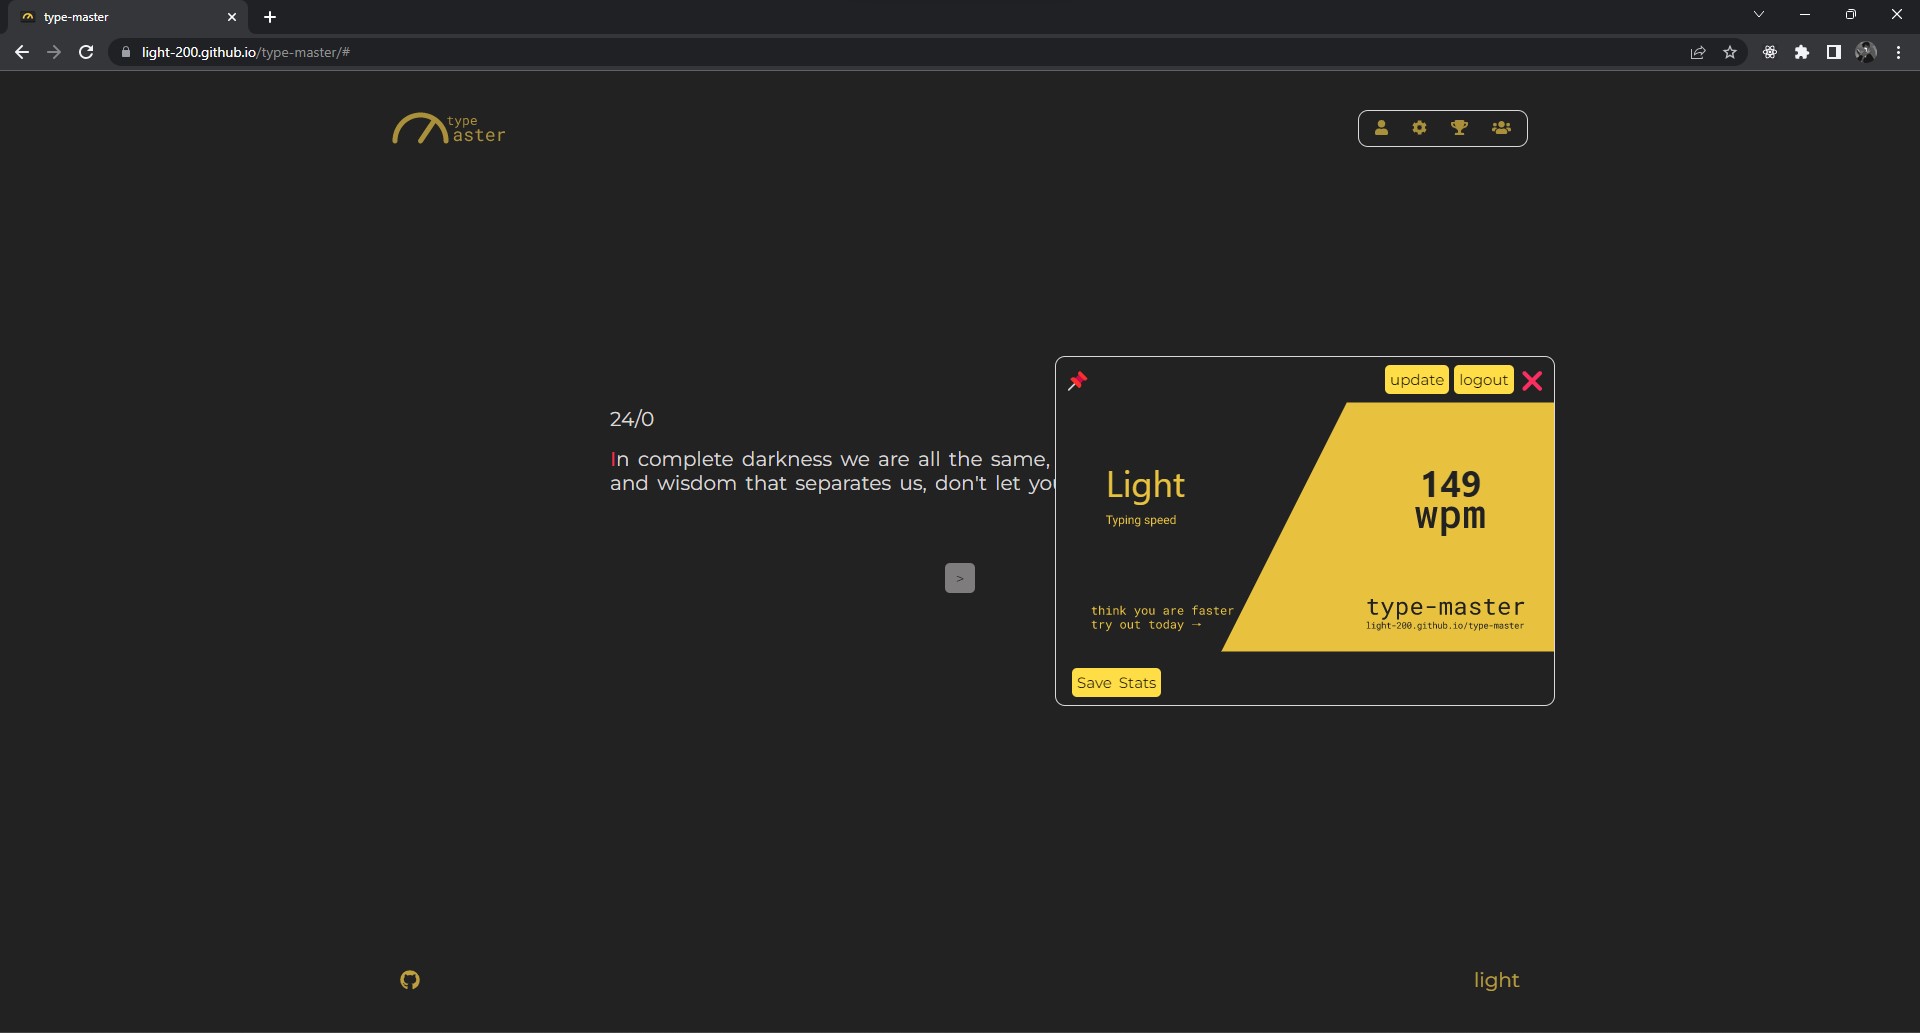 type-master
light-200.github.io/type-master/#
type
aster
update
logout
24/0
In complete darkness we are all the same,
and wisdom that separates us, don't let you
Light
Typing speed
149
wpm
>
think you are faster
try out today →
type-master
light-200.github.io/type-master
Save Stats
light